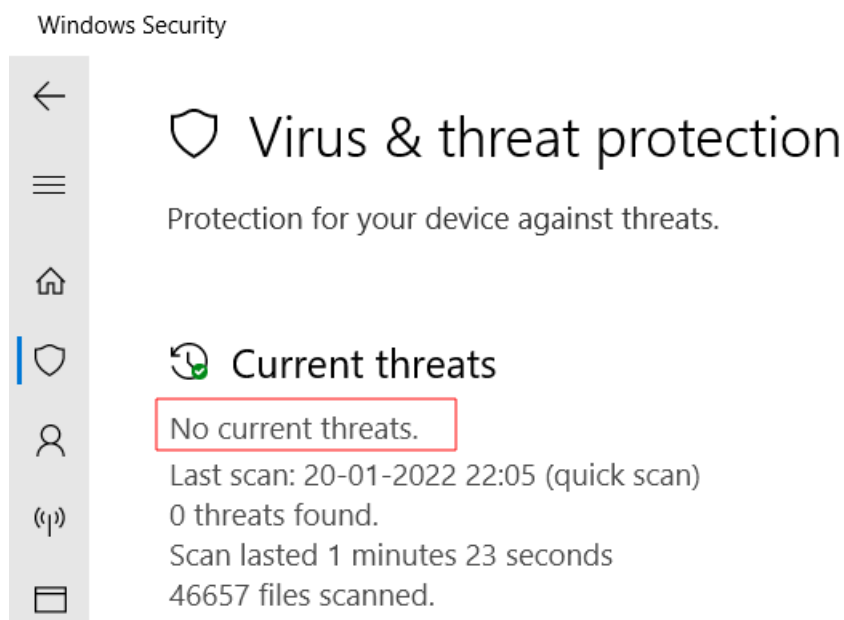 Windows Security
Virus & threat protection
Protection for your device against threats.
Current threats
No current threats.
Last scan: 20-01-2022 22:05 (quick scan)
0 threats found.
Scan lasted 1 minutes 23 seconds
46657 files scanned.